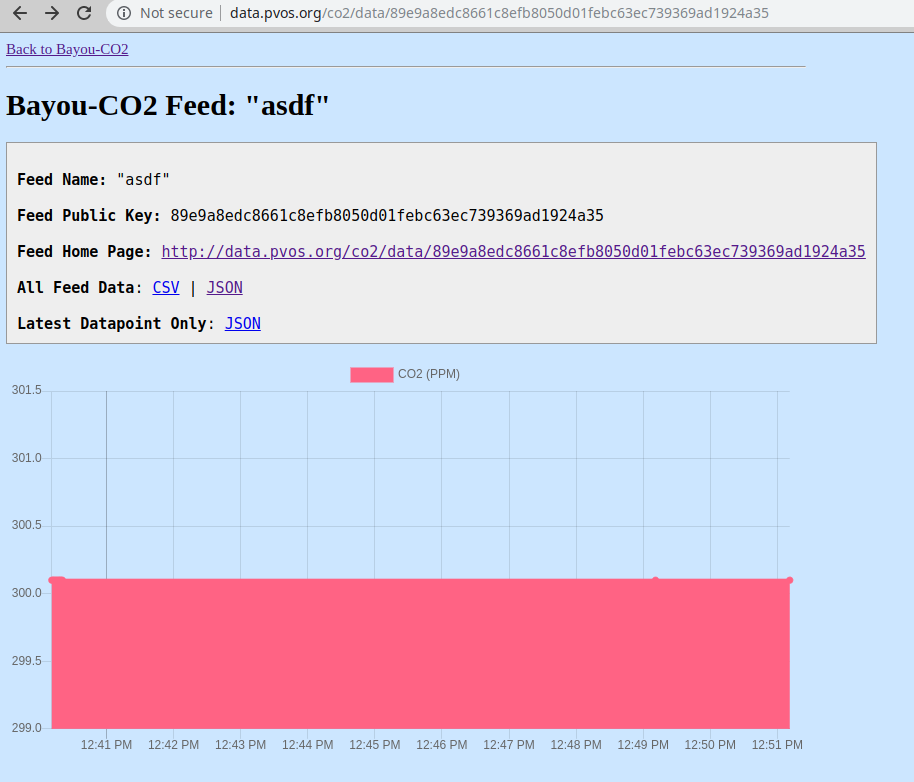 Not secure | data.pvos.org/co2/data/89e9a8edc8661c8efb8050d01febc63ec739369ad1924a35
Back to Bayou-CO2
Bayou-CO2 Feed: "asdf"
Feed Name: "asdf"
Feed Public Key: 89e9a8edc8661c8efb8050d01febc63ec739369ad1924a35
Feed Home Page: http://data.pvos.org/co2/data/89e9a8edc8661c8efb8050d01febc63ec739369ad1924a35
All Feed Data: CSV | JSON
Latest Datapoint Only: JSON
CO2 (PPM)
301.5
301.0
300.5
300.0
299.5
299.0
12:41 PM 12:42 PM 12:43 PM 12:44 PM 12:45 PM 12:46 PM 12:47 PM 12:48 PM 12:49 PM 12:50 PM 12:51 PM